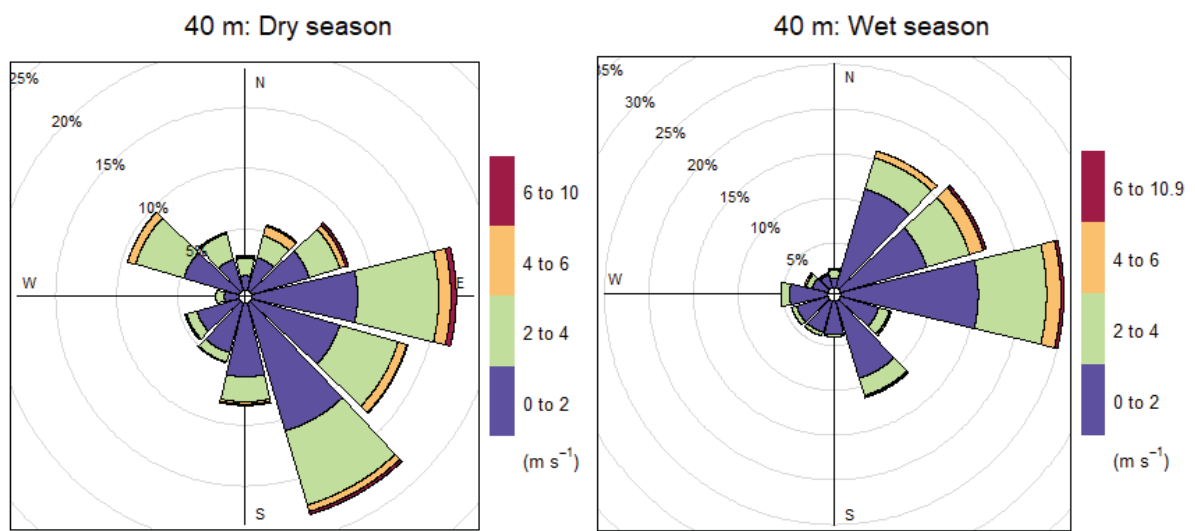 40 m: Dry season
25%
20%
15%
10%
5%
N
W
E
S
6 to 10
4 to 6
2 to 4
0 to 2
(m s⁻¹)
40 m: Wet season
35%
30%
25%
20%
15%
10%
5%
N
W
E
S
6 to 10.9
4 to 6
2 to 4
0 to 2
(m s⁻¹)